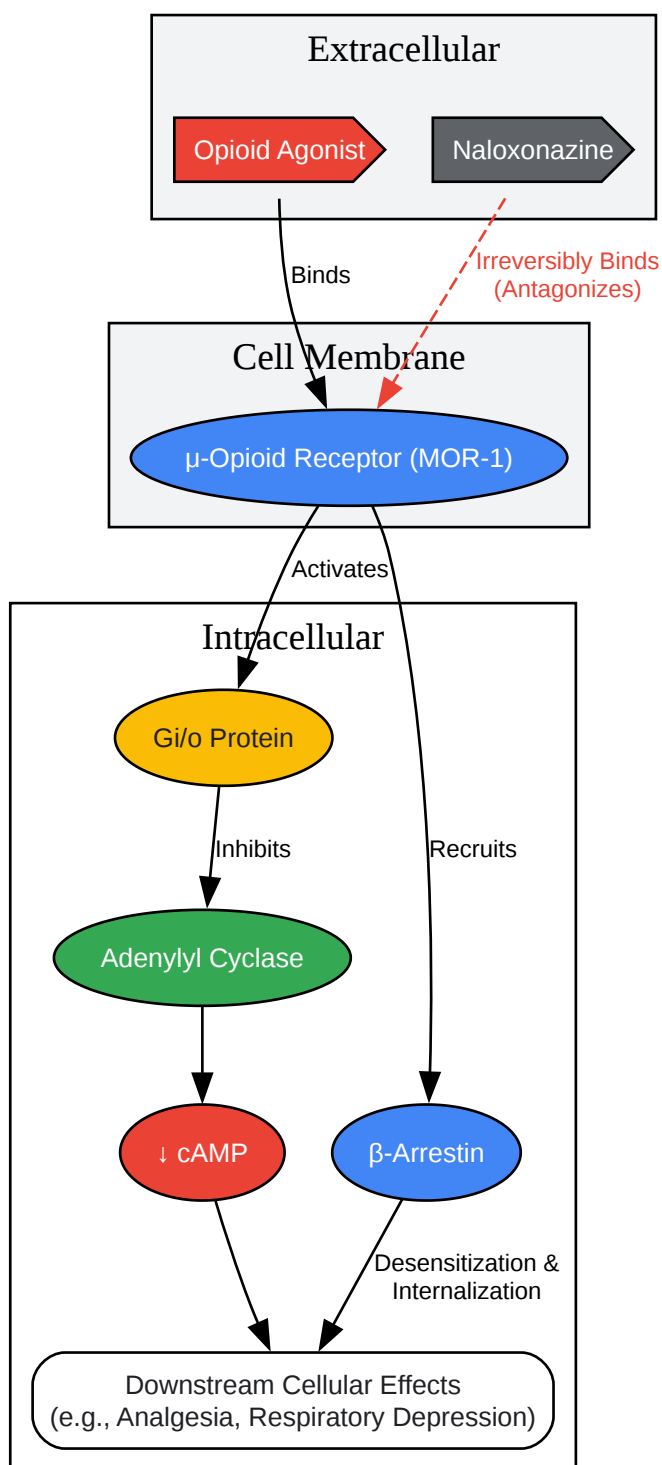 Extracellular
Opioid Agonist
Naloxonazine
Binds
Irreversibly Binds
(Antagonizes)
Cell Membrane
μ-Opioid Receptor (MOR-1)
Activates
Intracellular
Gi/o Protein
Inhibits
Recruits
Adenylyl Cyclase
↓ cAMP
β-Arrestin
Desensitization &
Internalization
Downstream Cellular Effects
(e.g., Analgesia, Respiratory Depression)